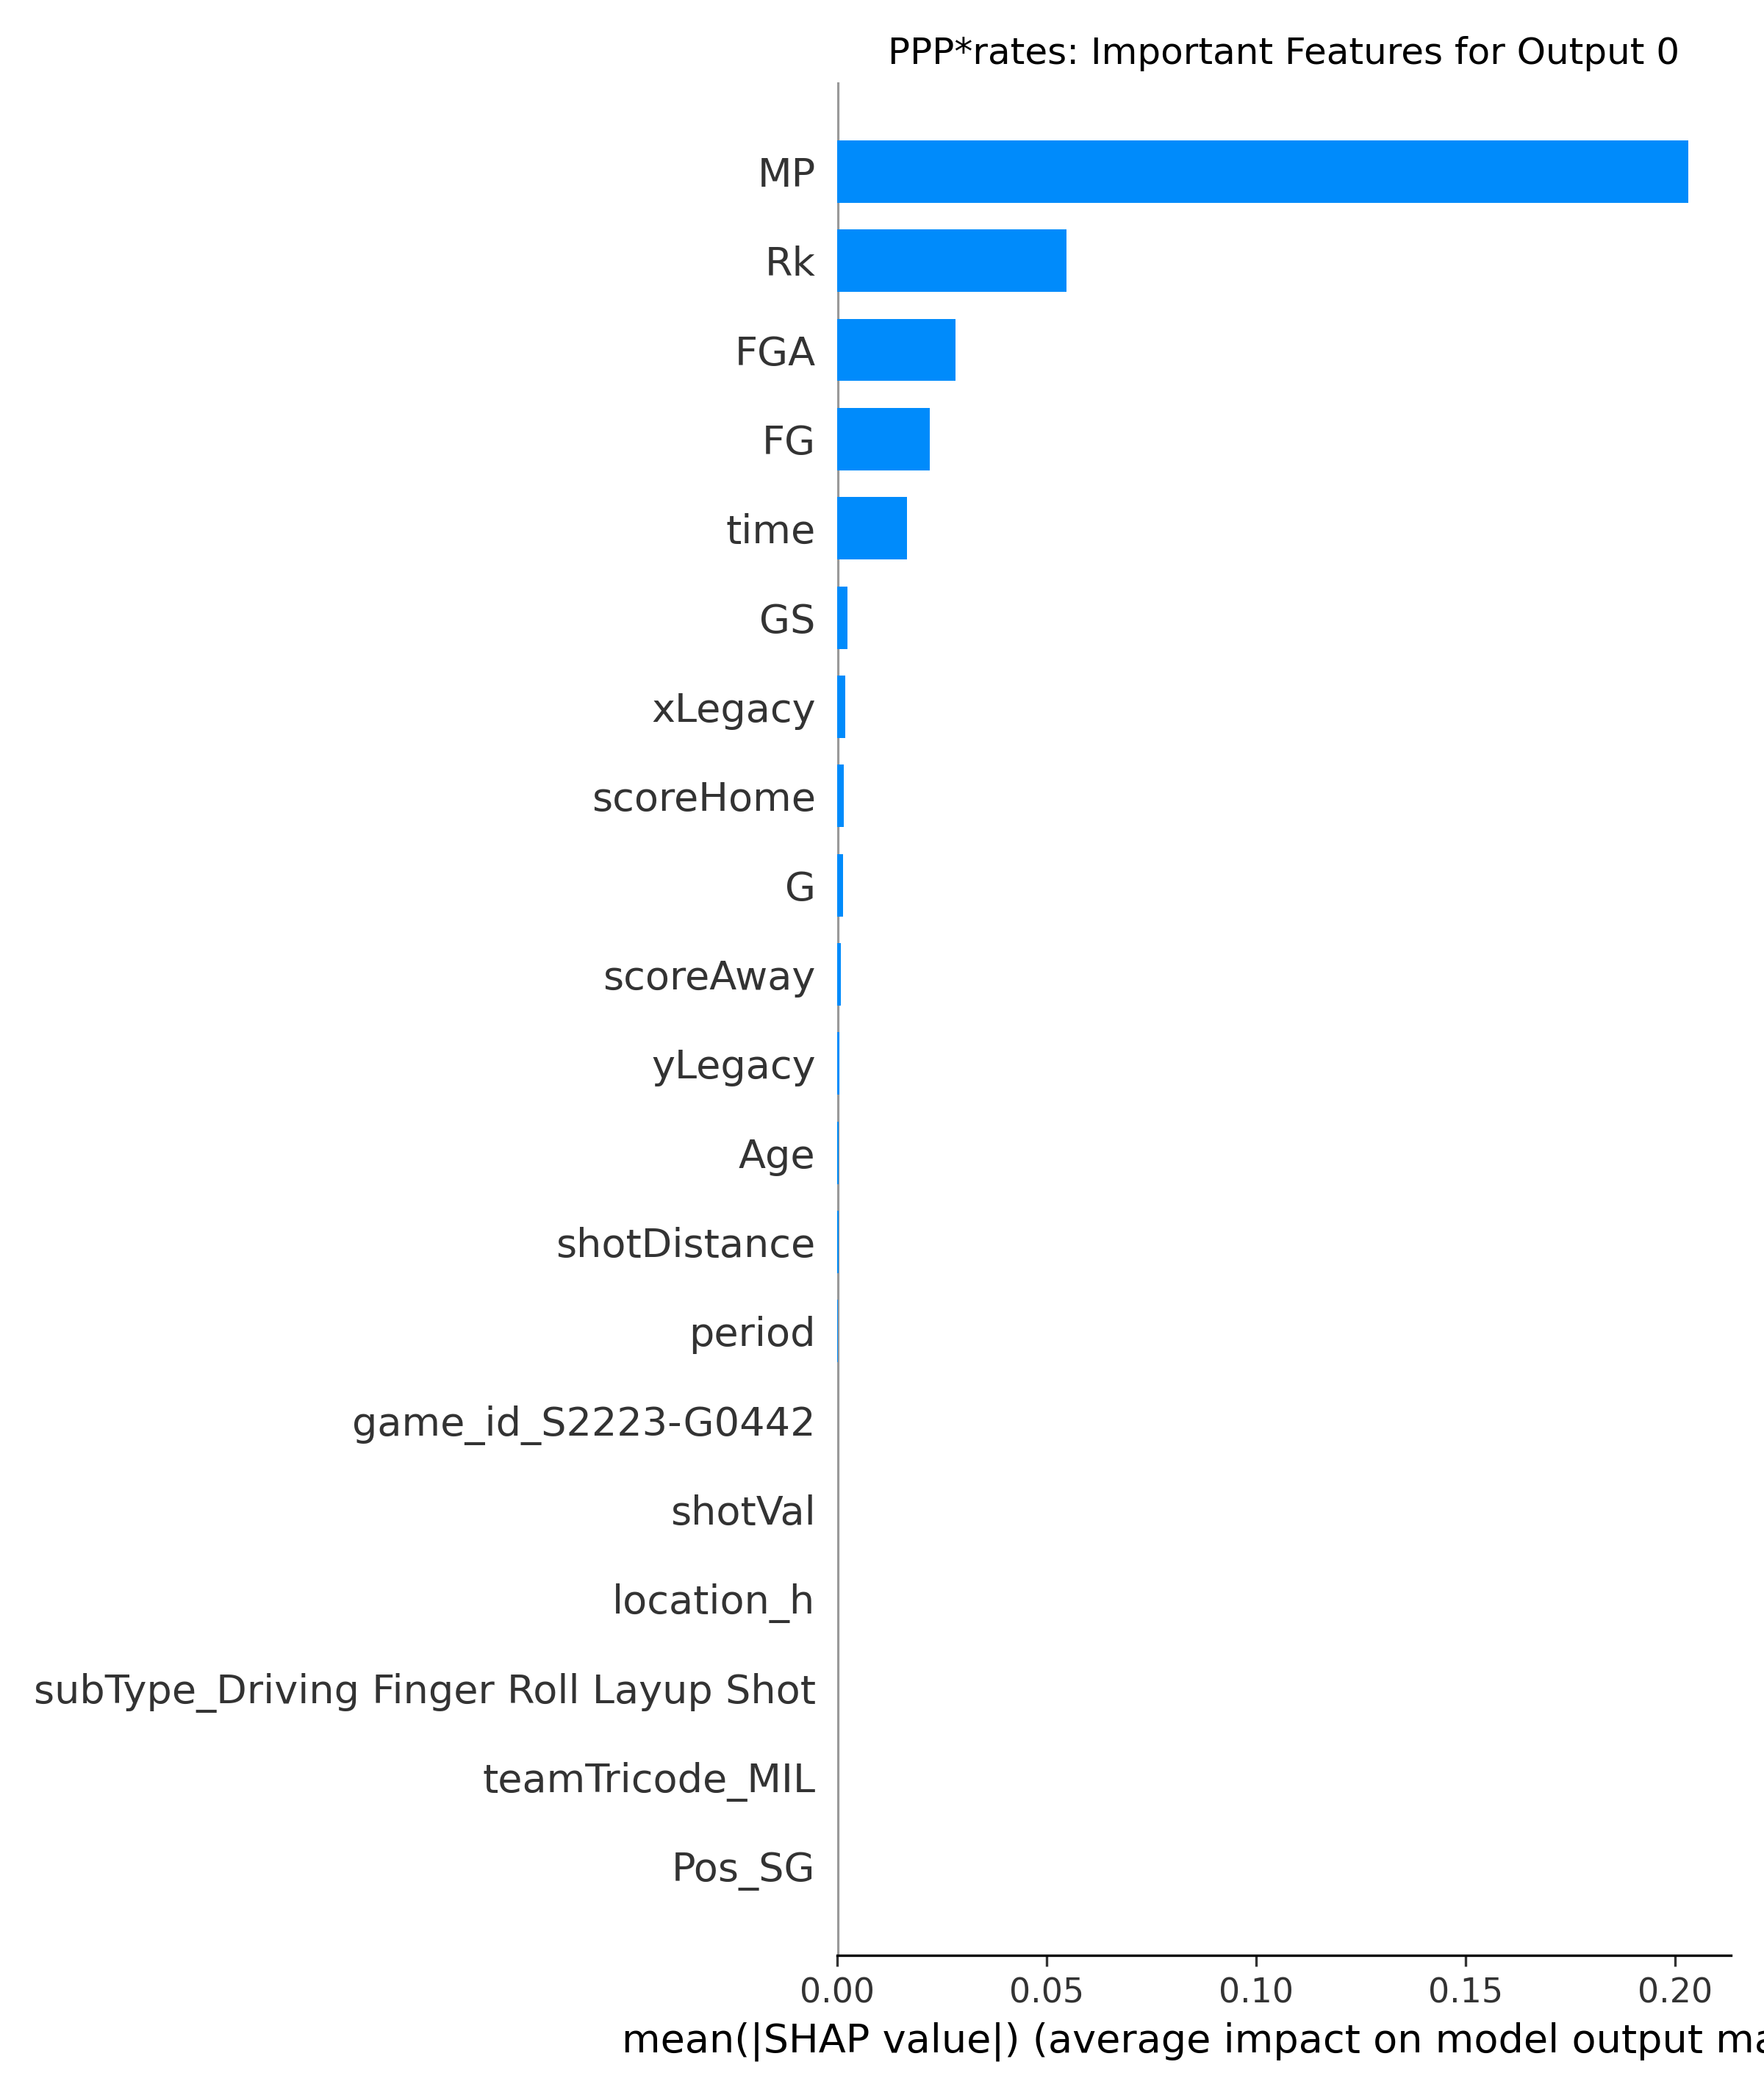 PPP*rates: Important Features for Output 0
MP
Rk
FGA
FG
time
GS
xLegacy
scoreHome
G
scoreAway
yLegacy
Age
shotDistance
period
game_id_S2223-G0442
shotVal
location_h
subType_Driving Finger Roll Layup Shot
teamTricode_MIL
Pos_SG
0.00 0.05 0.10 0.15 0.20
mean(|SHAP value|) (average impact on model output ma